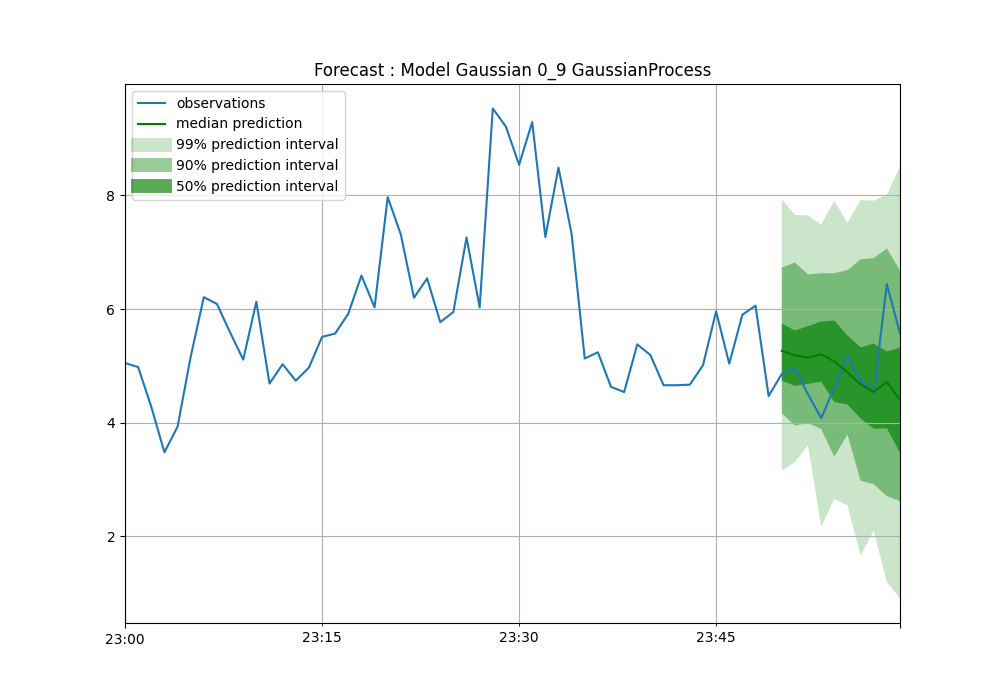 Forecast : Model Gaussian 0_9 GaussianProcess
observations
median prediction
99% prediction interval
90% prediction interval
50% prediction interval
8
6
4
2
23:00
23:15
23:30
23:45